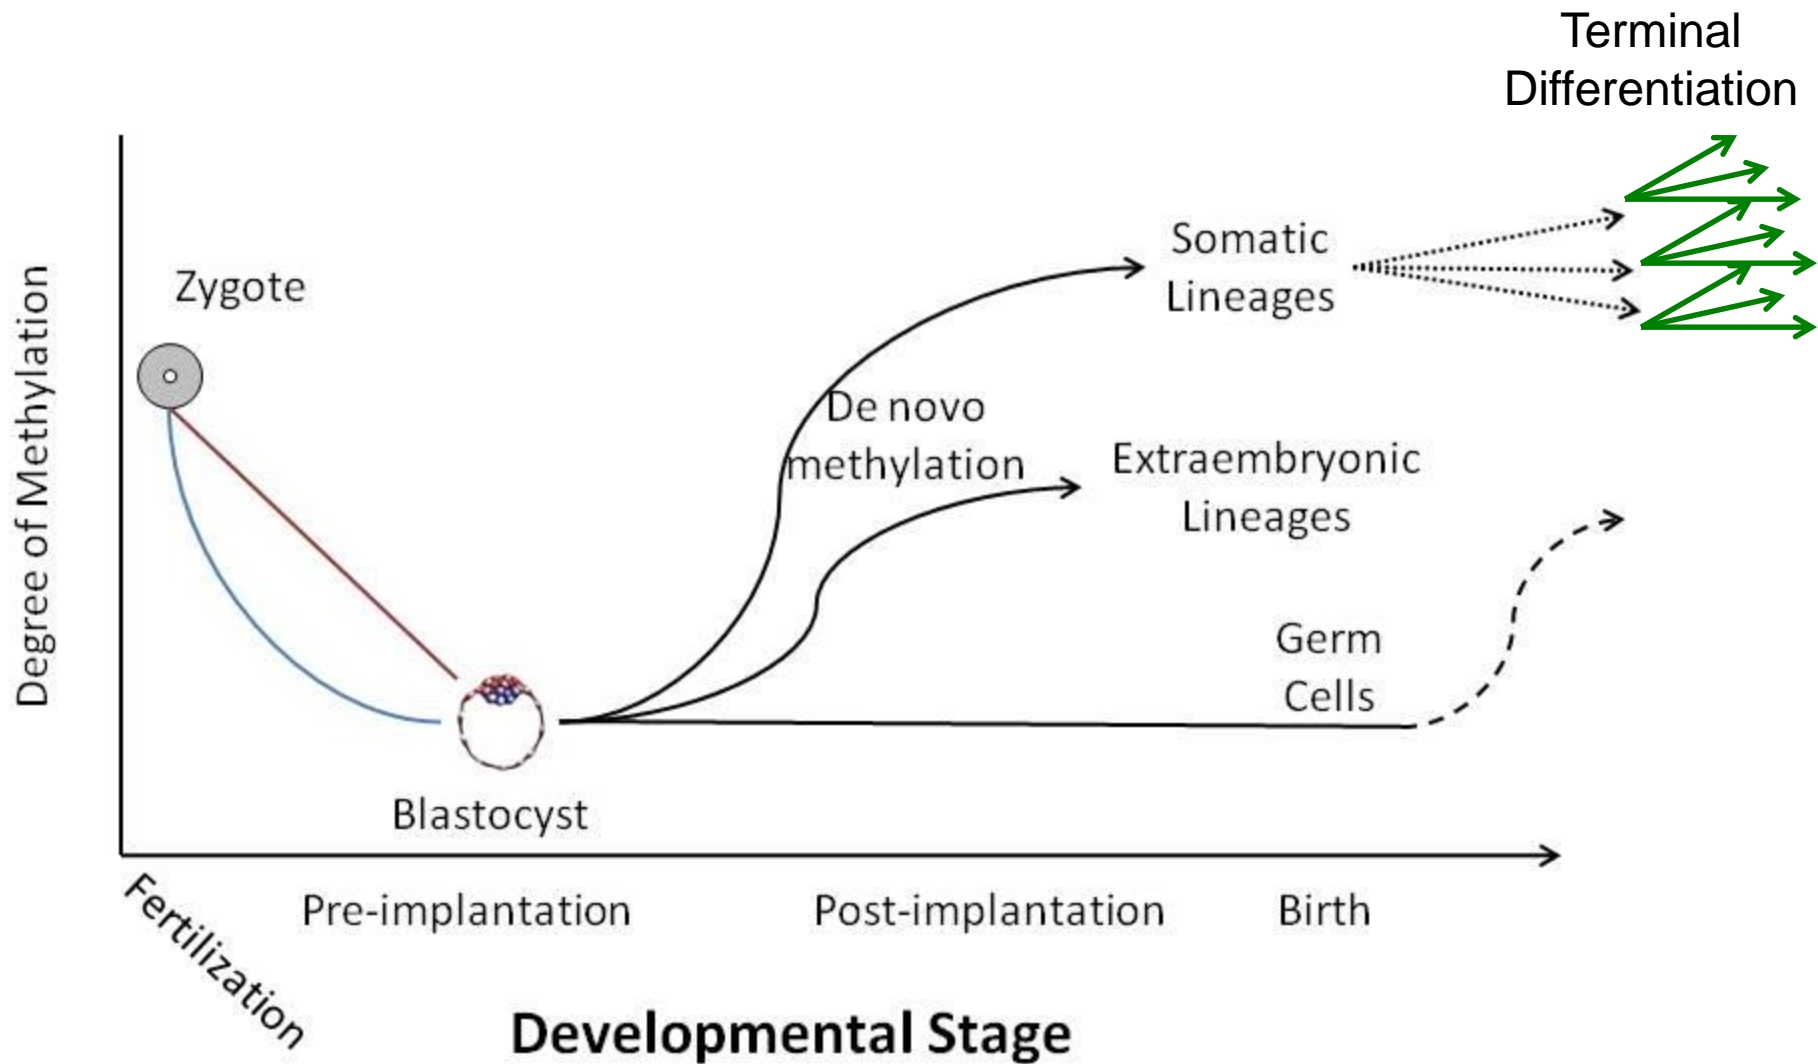 Terminal
Differentiation
Degree of Methylation
Zygote
Somatic
Lineages
De novo
methylation
Extraembryonic
Lineages
Germ
Cells
Blastocyst
Fertilization
Pre-implantation
Post-implantation
Birth
Developmental Stage